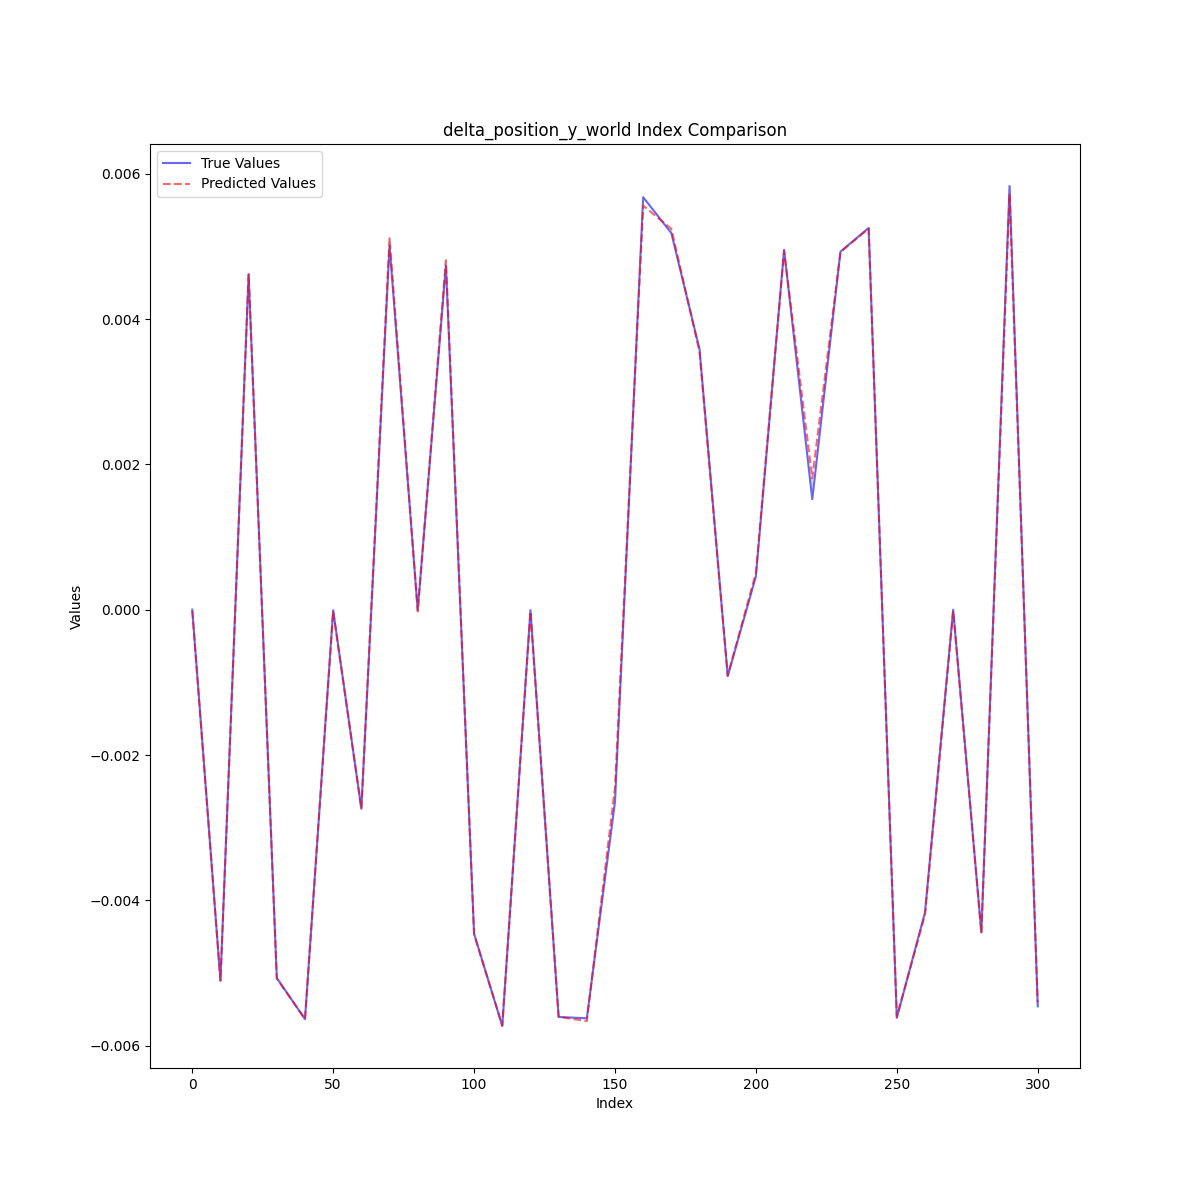 delta_position_y_world Index Comparison
True Values
Predicted Values
0.006
0.004
0.002
0.000
−0.002
−0.004
−0.006
Values
0
50
100
150
200
250
300
Index